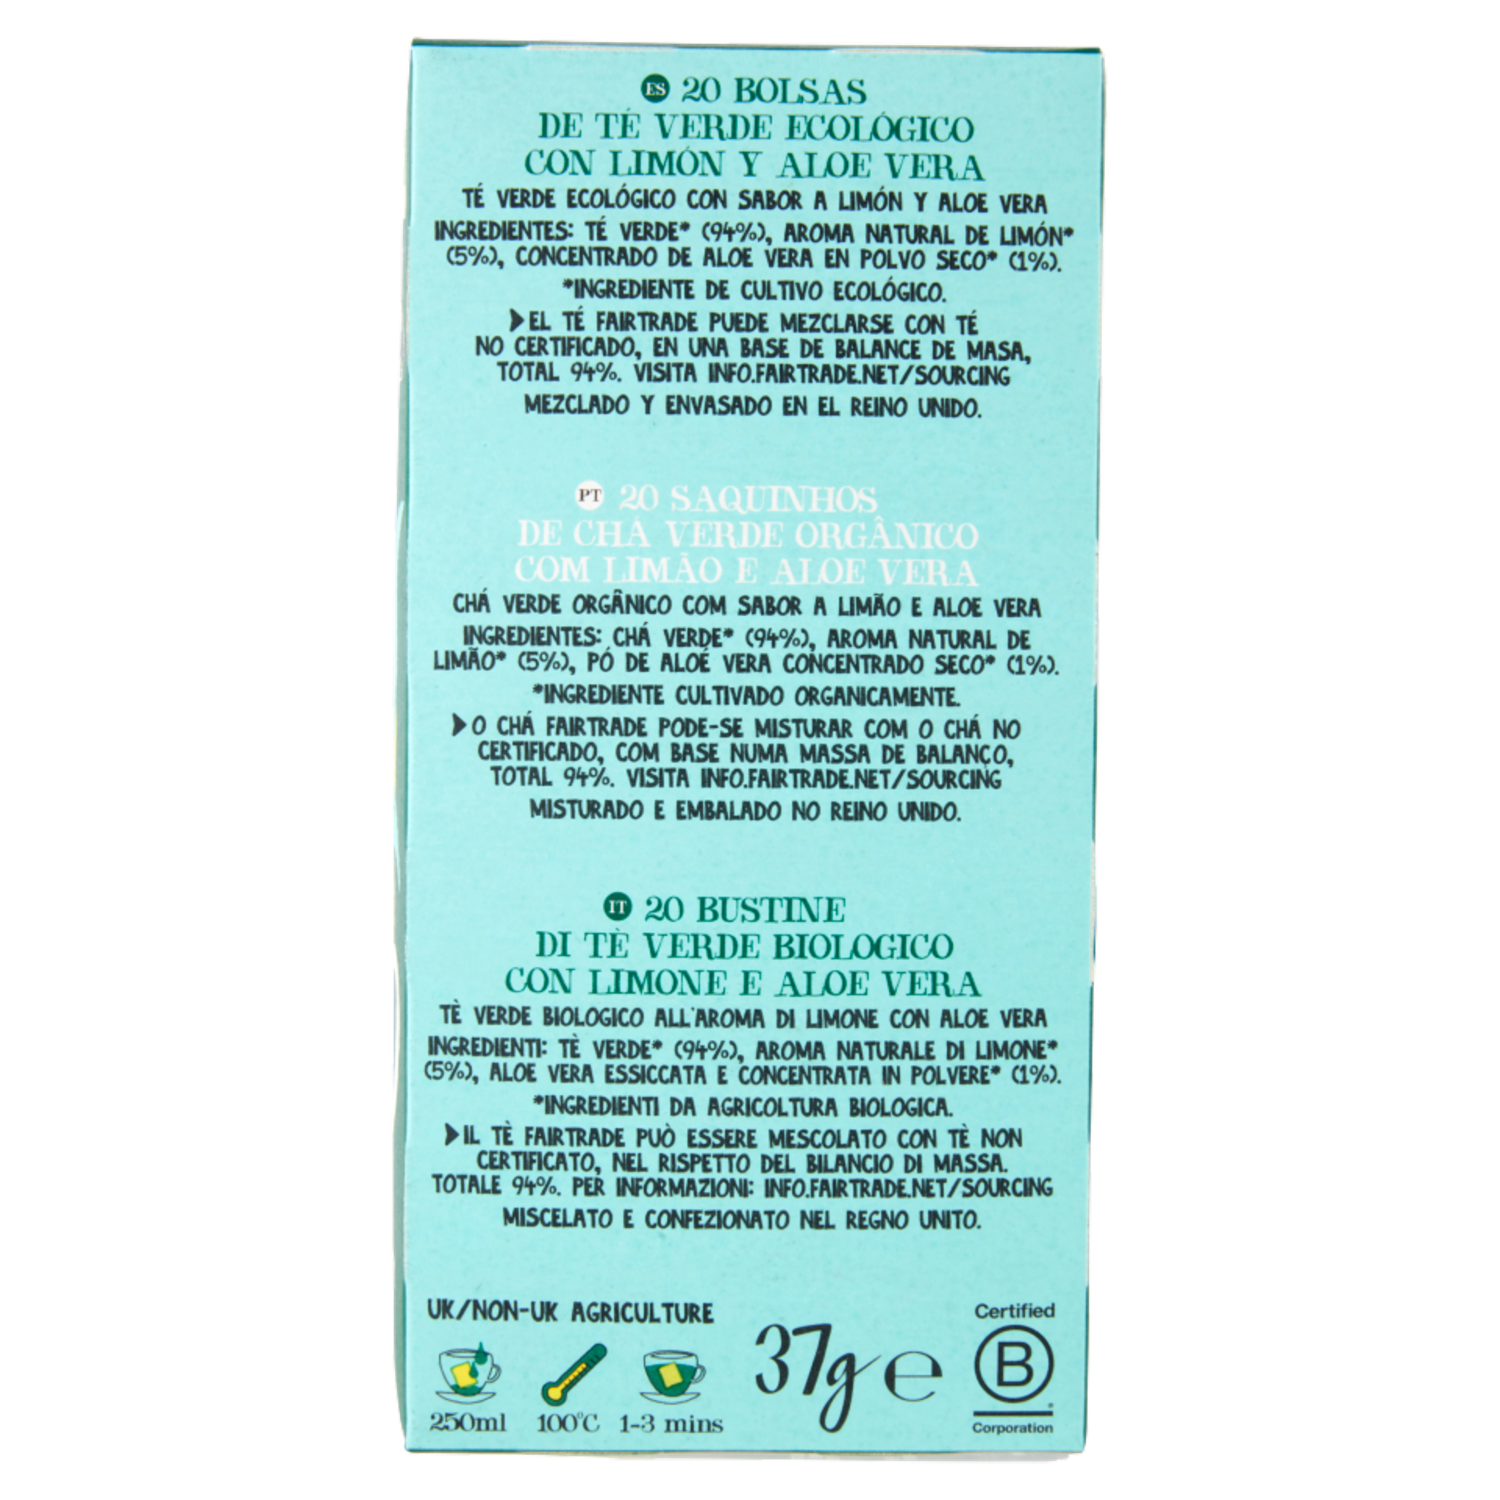 ES 20 BOLSAS
DE TÉ VERDE ECOLÓGICO
CON LIMÓN Y ALOE VERA
TÉ VERDE ECOLÓGICO CON SABOR A LIMÓN Y ALOE VERA
INGREDIENTES: TÉ VERDE* (94%), AROMA NATURAL DE LIMÓN*
(5%), CONCENTRADO DE ALOE VERA EN POLVO SECO* (1%).
*INGREDIENTE DE CULTIVO ECOLÓGICO.
EL TÉ FAIRTRADE PUEDE MEZCLARSE CON TÉ
NO CERTIFICADO, EN UNA BASE DE BALANCE DE MASA,
TOTAL 94%. VISITA INFO.FAIRTRADE.NET/SOURCING
MEZCLADO Y ENVASADO EN EL REINO UNIDO.
PT 20 SAQUINHOS
DE CHÁ VERDE ORGÂNICO
COM LIMÃO E ALOE VERA
CHÁ VERDE ORGÂNICO COM SABOR A LIMÃO E ALOE VERA
INGREDIENTES: CHÁ VERDE* (94%), AROMA NATURAL DE
LIMÃO* (5%), PÓ DE ALOÉ VERA CONCENTRADO SECO* (1%).
*INGREDIENTE CULTIVADO ORGANICAMENTE.
O CHÁ FAIRTRADE PODE-SE MISTURAR COM O CHÁ NO
CERTIFICADO, COM BASE NUMA MASSA DE BALANÇO,
TOTAL 94%. VISITA INFO.FAIRTRADE.NET/SOURCING
MISTURADO E EMBALADO NO REINO UNIDO.
IT 20 BUSTINE
DI TÈ VERDE BIOLOGICO
CON LIMONE E ALOE VERA
TÈ VERDE BIOLOGICO ALL'AROMA DI LIMONE CON ALOE VERA
INGREDIENTI: TÈ VERDE* (94%), AROMA NATURALE DI LIMONE*
(5%), ALOE VERA ESSICCATA E CONCENTRATA IN POLVERE* (1%).
*INGREDIENTI DA AGRICOLTURA BIOLOGICA.
IL TÈ FAIRTRADE PUÒ ESSERE MESCOLATO CON TÈ NON
CERTIFICATO, NEL RISPETTO DEL BILANCIO DI MASSA.
TOTALE 94%. PER INFORMAZIONI: INFO.FAIRTRADE.NET/SOURCING
MISCELATO E CONFEZIONATO NEL REGNO UNITO.
UK/NON-UK AGRICULTURE
250ml 100°C 1-3 mins
37g e
Certified
B
Corporation